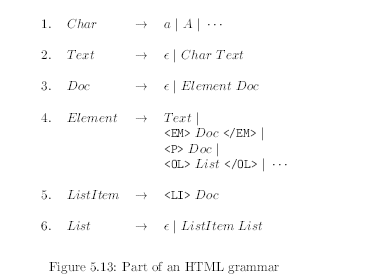 1. Char → a | A | ···
2. Text → ϵ | Char Text
3. Doc → ϵ | Element Doc
4. Element → Text |
<EM> Doc </EM> |
<P> Doc |
<OL> List </OL> | ···
5. ListItem → <LI> Doc
6. List → ϵ | ListItem List
Figure 5.13: Part of an HTML grammar